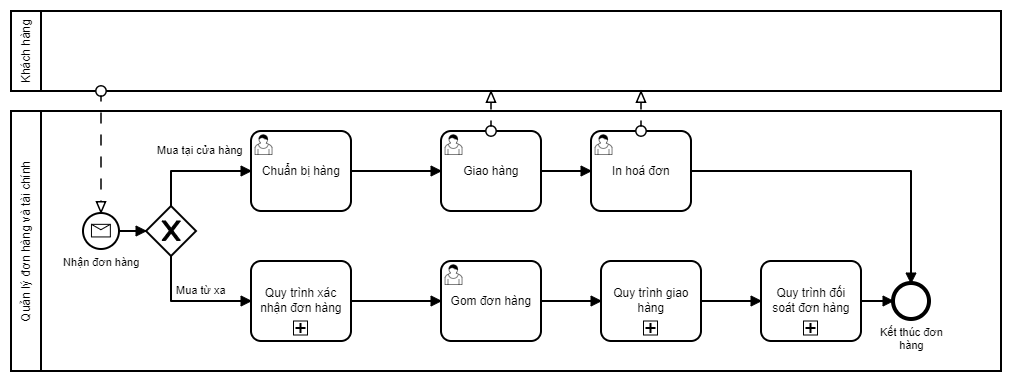 Khách hàng
Quản lý đơn hàng và tài chính
Nhận đơn hàng
Mua tại cửa hàng
Chuẩn bị hàng
Giao hàng
In hoá đơn
Mua từ xa
Quy trình xác
nhận đơn hàng
Gom đơn hàng
Quy trình giao
hàng
Quy trình đối
soát đơn hàng
Kết thúc đơn
hàng